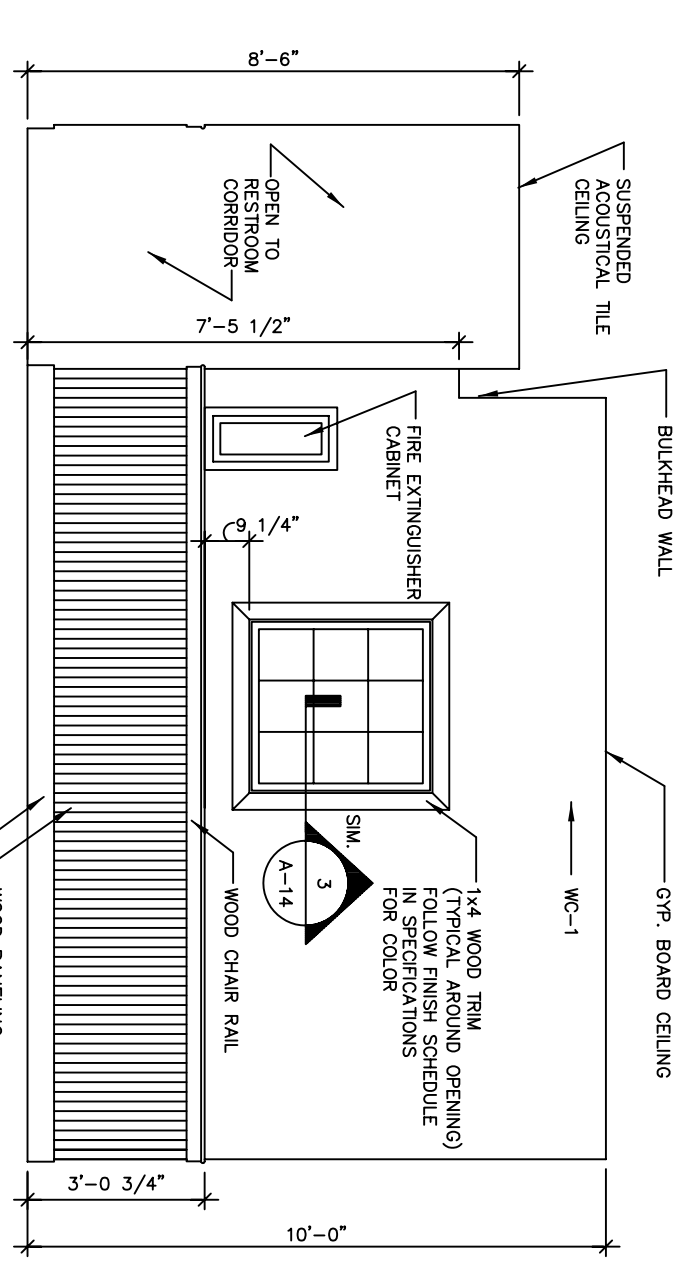 BULKHEAD WALL
GYP. BOARD CEILING
SUSPENDED
ACOUSTICAL TILE
CEILING
WC-1
8'-6"
OPEN TO
RESTROOM
CORRIDOR
7'-5 1/2"
FIRE EXTINGUISHER
CABINET
9 1/4"
1x4 WOOD TRIM
(TYPICAL AROUND OPENING)
FOLLOW FINISH SCHEDULE
IN SPECIFICATIONS
FOR COLOR
SIM.
3
A-14
WOOD CHAIR RAIL
3'-0 3/4"
10'-0"